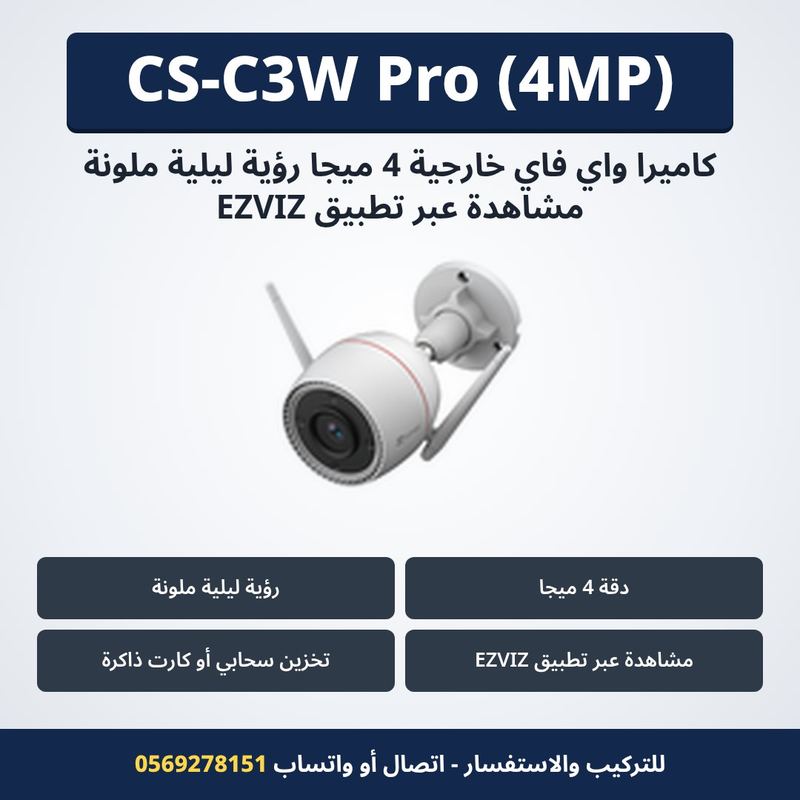 CS-C3W Pro (4MP)
كاميرا واي فاي خارجية 4 ميجا رؤية ليلية ملونة
مشاهدة عبر تطبيق EZVIZ
دقة 4 ميجا
رؤية ليلية ملونة
مشاهدة عبر تطبيق EZVIZ
تخزين سحابي أو كارت ذاكرة
للتركيب والاستفسار - اتصال أو واتساب 0569278151